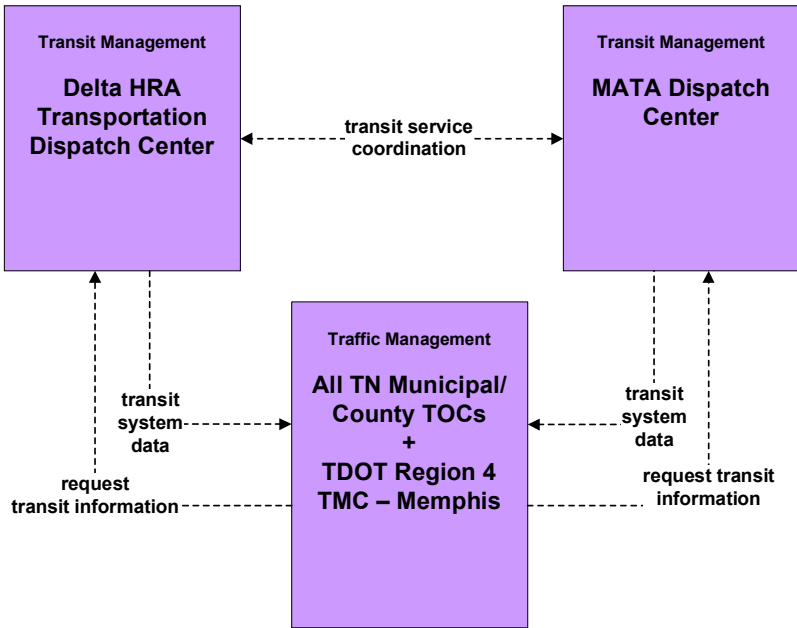 Transit Management
Delta HRA
Transportation
Dispatch Center
Transit Management
MATA Dispatch
Center
transit service
coordination
Traffic Management
All TN Municipal/
County TOCs
+
TDOT Region 4
TMC – Memphis
transit
system
data
request
transit information
transit
system
data
request transit
information